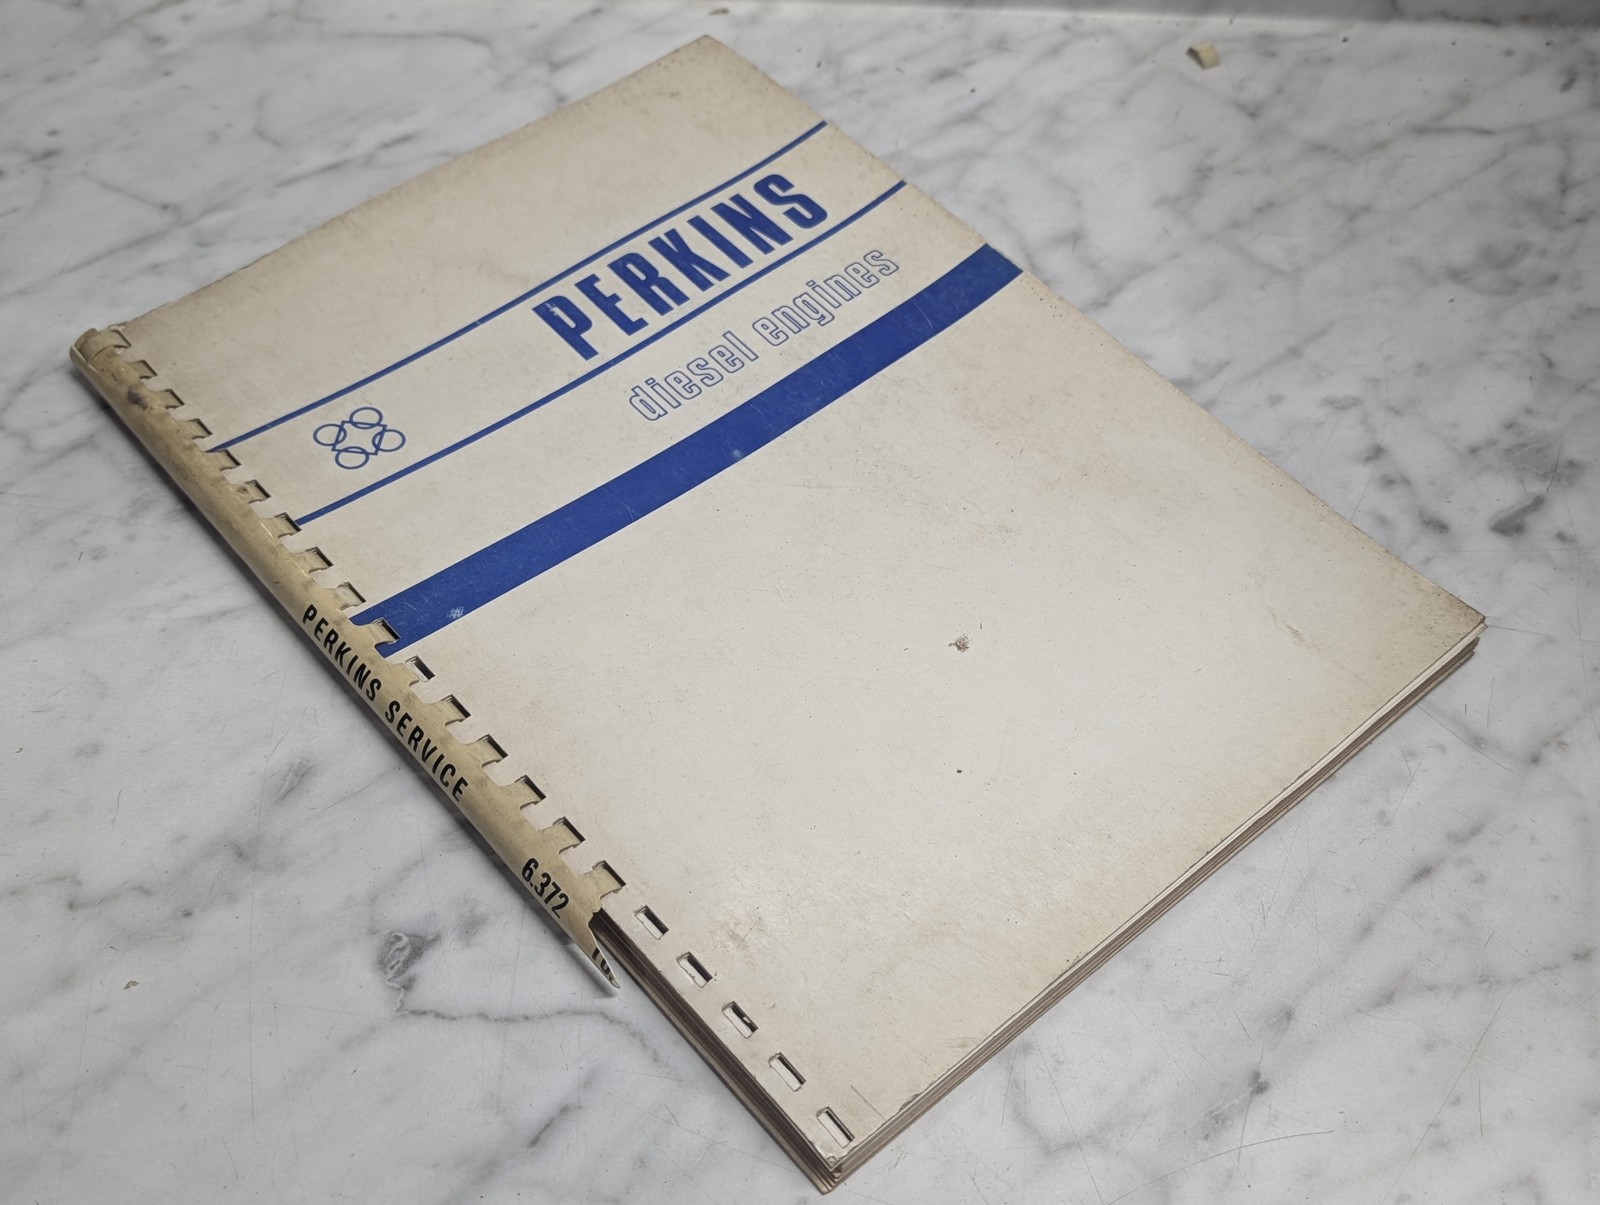 PERKINS
diesel engines
PERKINS SERVICE 6.372